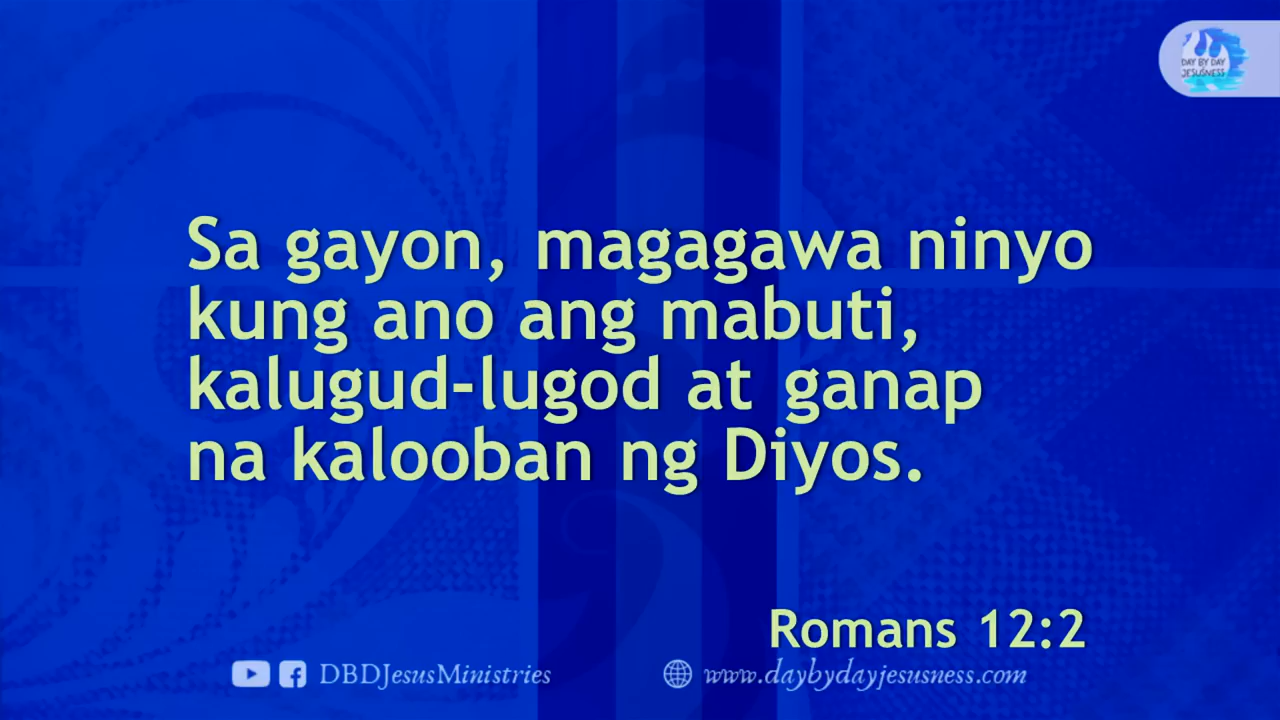 DAY BY DAY
JESUSNESS
Sa gayon, magagawa ninyo
kung ano ang mabuti,
kalugud-lugod at ganap
na kalooban ng Diyos.
Romans 12:2
DBDJesusMinistries
www.daybydayjesusness.com